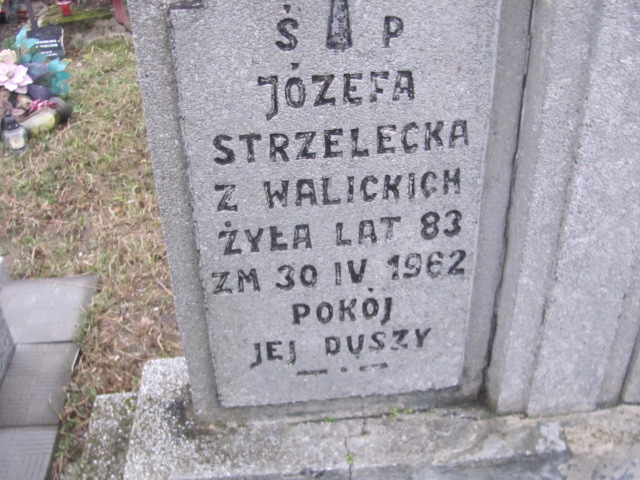 Ś P
JÓZEFA
STRZELECKA
Z WALICKICH
ŻYŁA LAT 83
ZM 30 IV 1962
POKÓJ
JEJ DUSZY